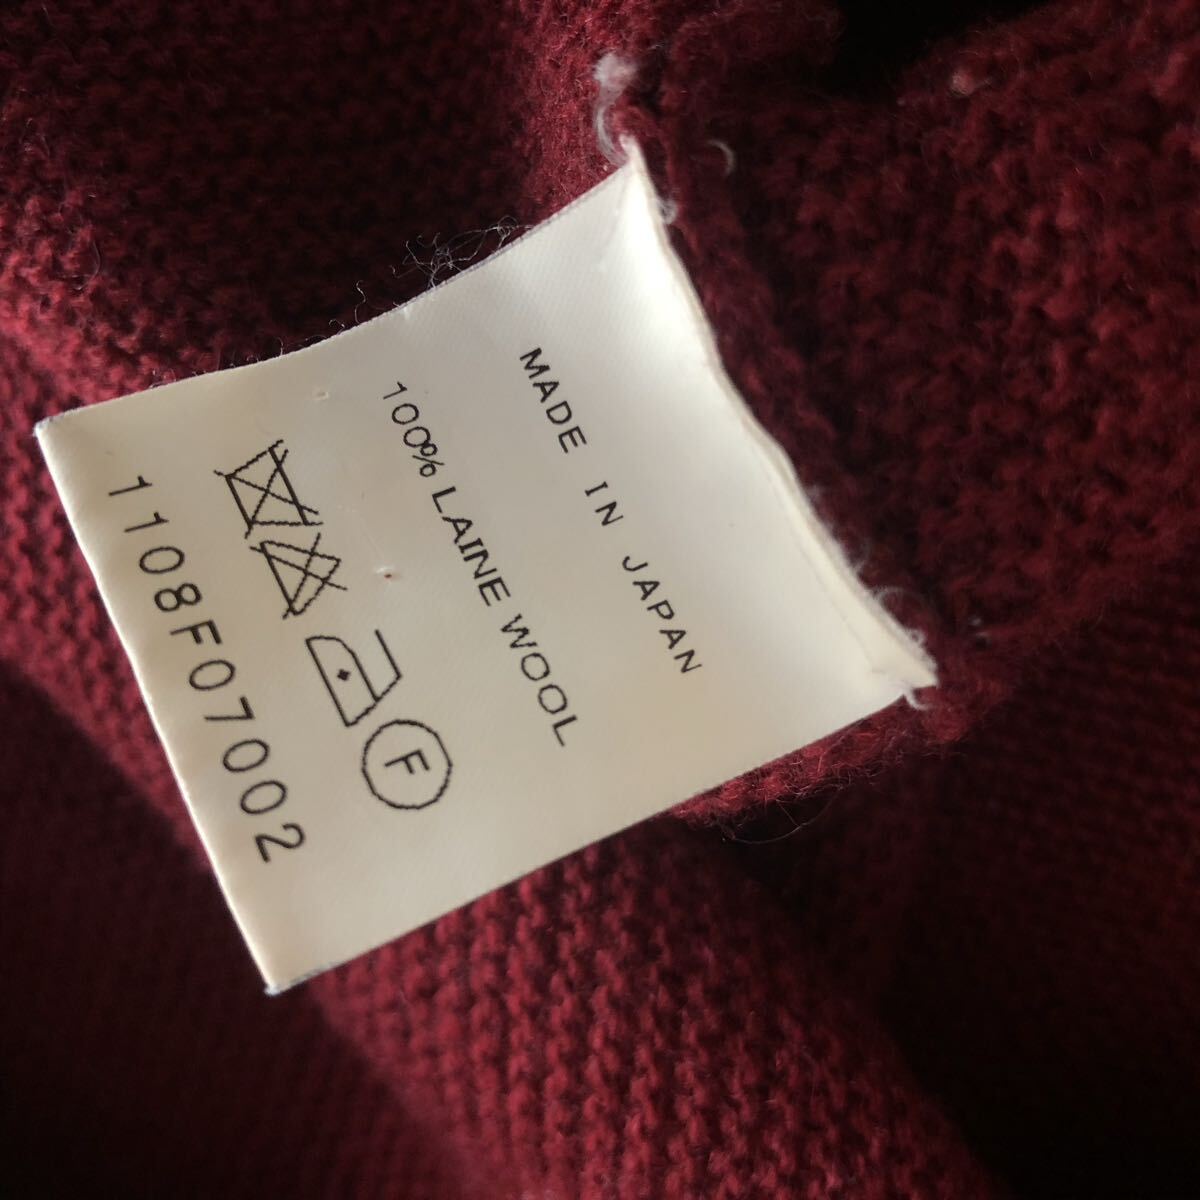 MADE IN JAPAN
100% LAINE WOOL
F
1108F07002